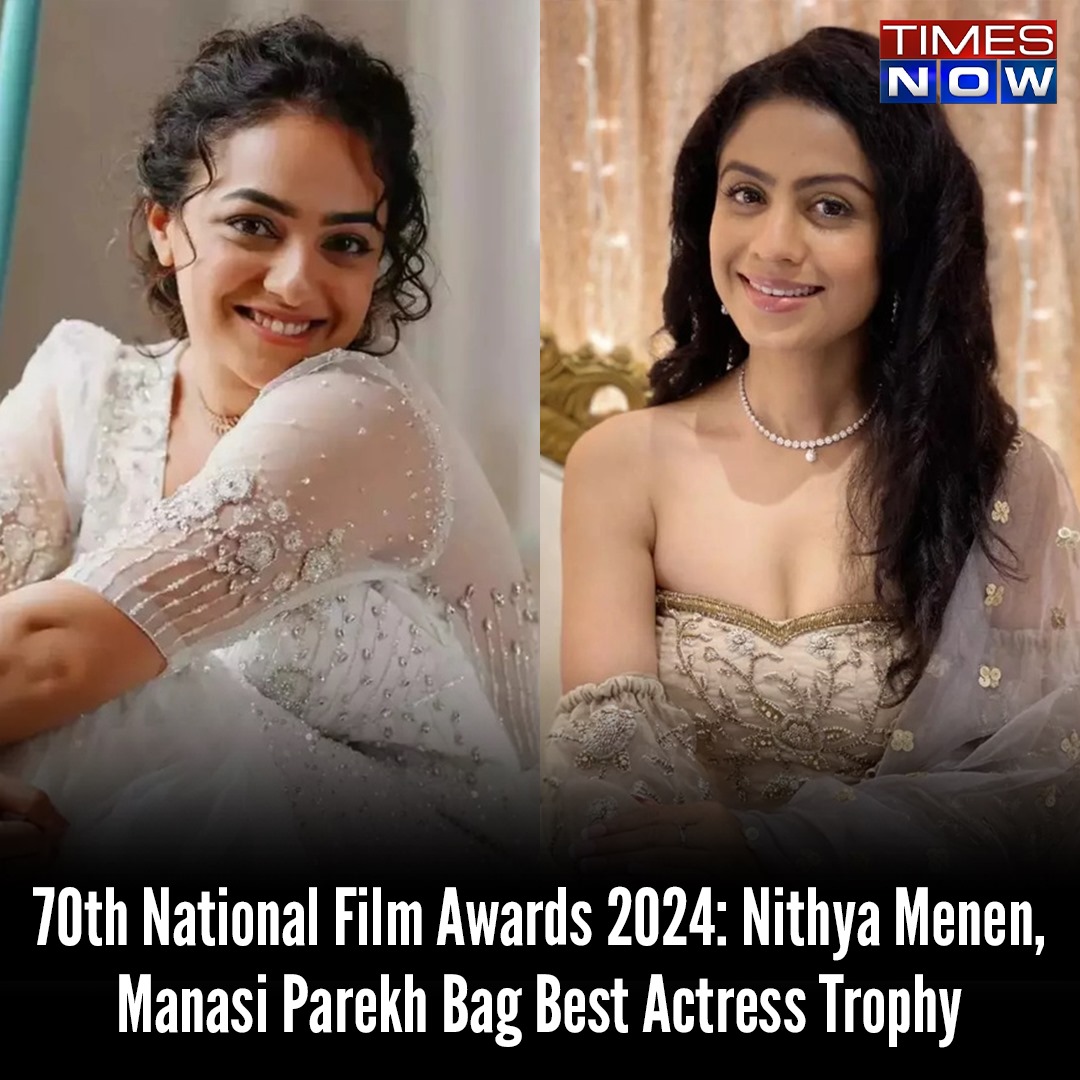 TIMES
NOW
70th National Film Awards 2024: Nithya Menen,
Manasi Parekh Bag Best Actress Trophy